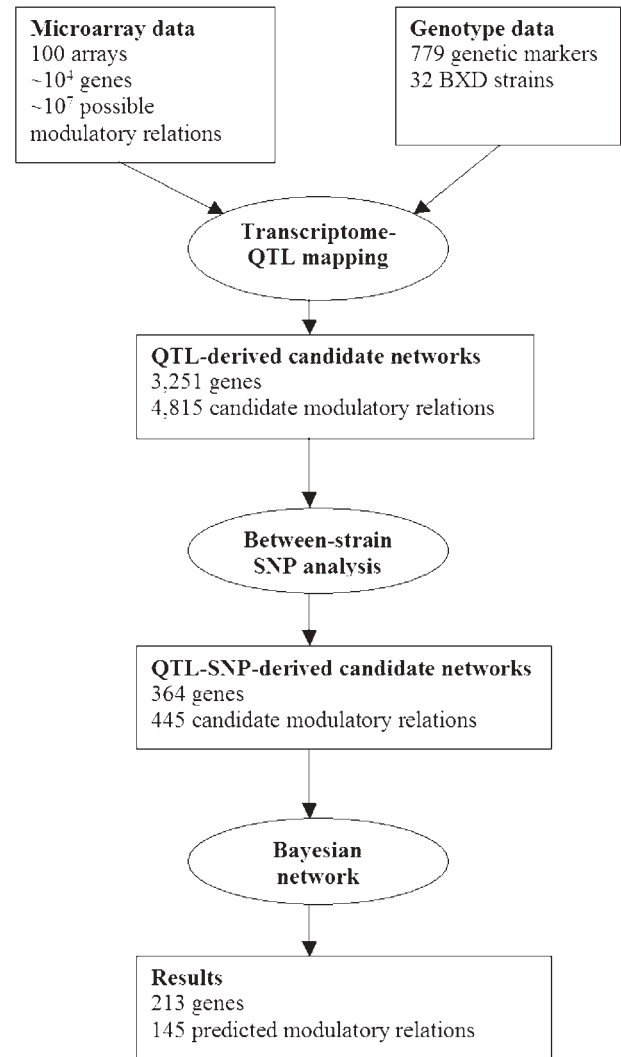 Microarray data
100 arrays
~10⁴ genes
~10⁷ possible
modulatory relations
Genotype data
779 genetic markers
32 BXD strains
Transcriptome-
QTL mapping
QTL-derived candidate networks
3,251 genes
4,815 candidate modulatory relations
Between-strain
SNP analysis
QTL-SNP-derived candidate networks
364 genes
445 candidate modulatory relations
Bayesian
network
Results
213 genes
145 predicted modulatory relations